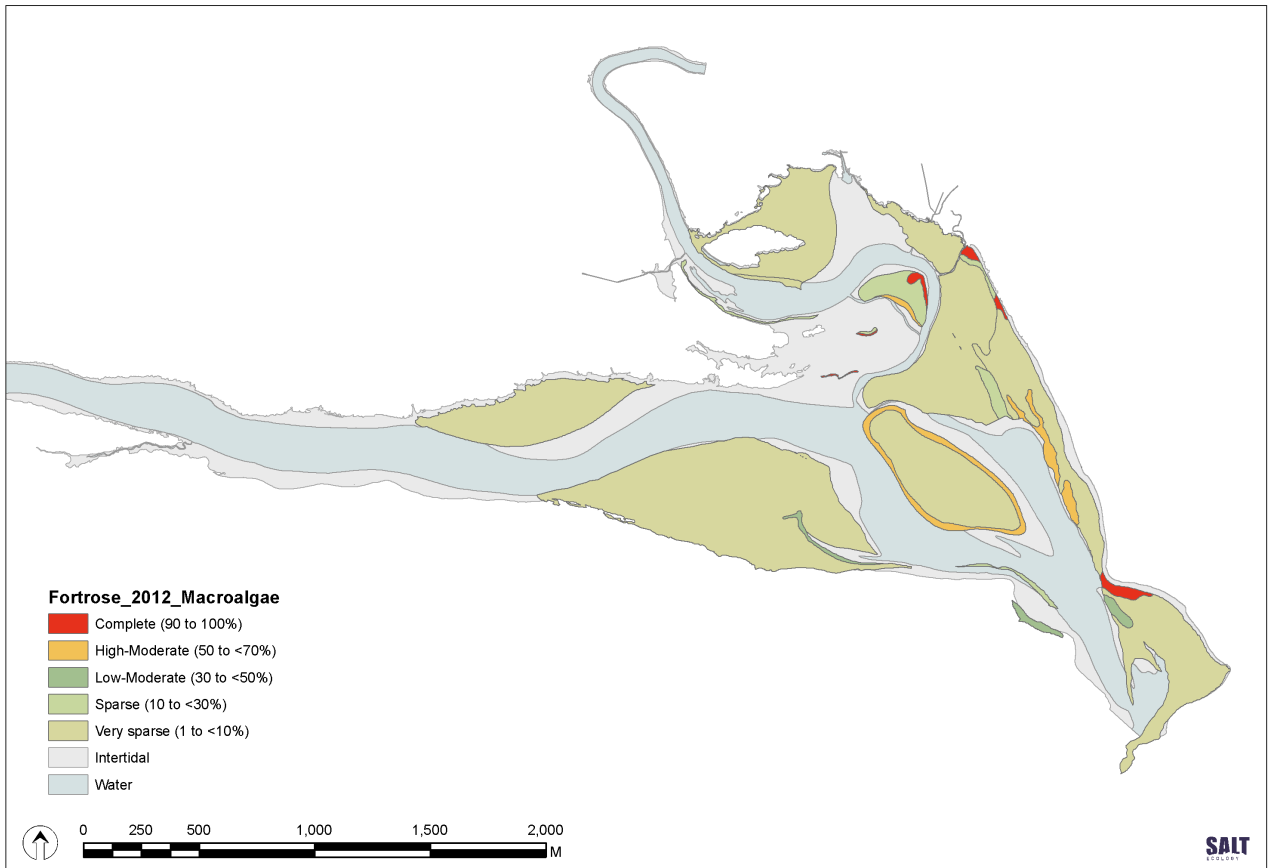 Fortrose_2012_Macroalgae
Complete (90 to 100%)
High-Moderate (50 to <70%)
Low-Moderate (30 to <50%)
Sparse (10 to <30%)
Very sparse (1 to <10%)
Intertidal
Water
0 250 500 1,000 1,500 2,000
M
SALT
ECOLOGY